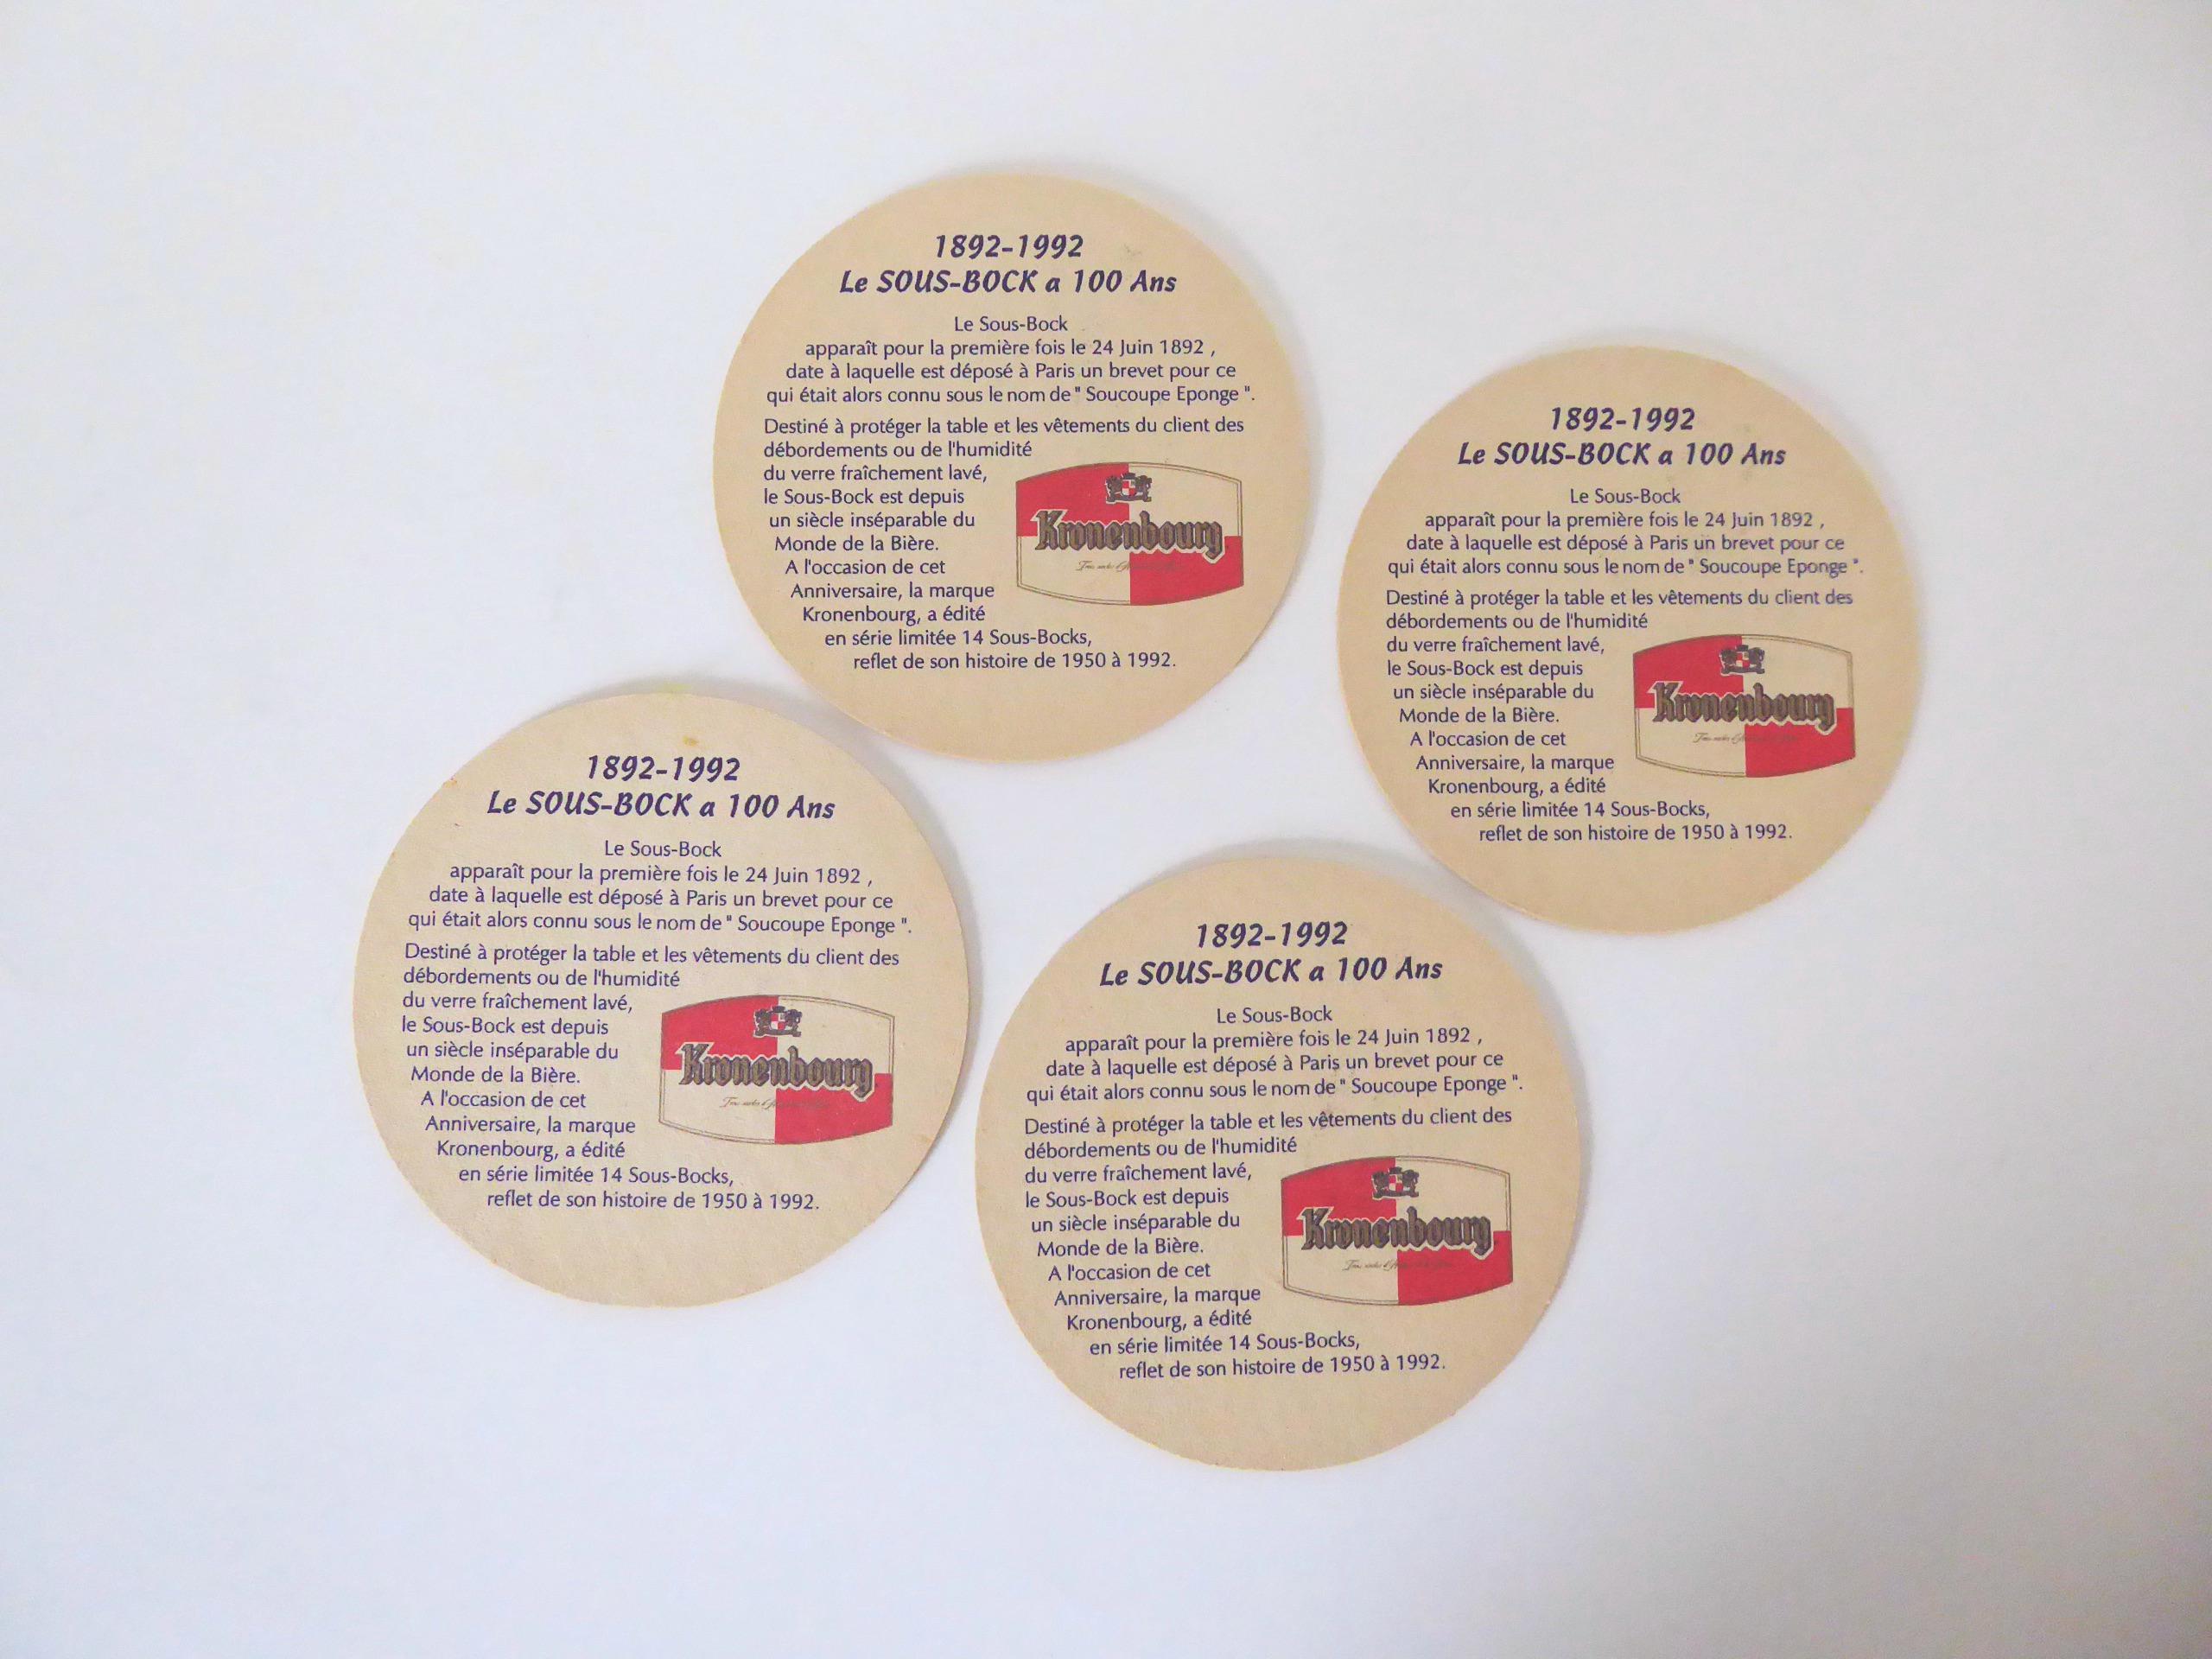 1892-1992
Le SOUS-BOCK a 100 Ans
Le Sous-Bock
apparaît pour la première fois le 24 Juin 1892 ,
date à laquelle est déposé à Paris un brevet pour ce
qui était alors connu sous le nom de " Soucoupe Eponge ".
Destiné à protéger la table et les vêtements du client des
débordements ou de l'humidité
du verre fraîchement lavé,
le Sous-Bock est depuis
un siècle inséparable du
Monde de la Bière.
A l'occasion de cet
Anniversaire, la marque
Kronenbourg, a édité
en série limitée 14 Sous-Bocks,
reflet de son histoire de 1950 à 1992.
Kronenbourg
1892-1992
Le SOUS-BOCK a 100 Ans
Le Sous-Bock
apparaît pour la première fois le 24 Juin 1892 ,
date à laquelle est déposé à Paris un brevet pour ce
qui était alors connu sous le nom de " Soucoupe Eponge ".
Destiné à protéger la table et les vêtements du client des
débordements ou de l'humidité
du verre fraîchement lavé,
le Sous-Bock est depuis
un siècle inséparable du
Monde de la Bière.
A l'occasion de cet
Anniversaire, la marque
Kronenbourg, a édité
en série limitée 14 Sous-Bocks,
reflet de son histoire de 1950 à 1992.
Kronenbourg
1892-1992
Le SOUS-BOCK a 100 Ans
Le Sous-Bock
apparaît pour la première fois le 24 Juin 1892 ,
date à laquelle est déposé à Paris un brevet pour ce
qui était alors connu sous le nom de " Soucoupe Eponge ".
Destiné à protéger la table et les vêtements du client des
débordements ou de l'humidité
du verre fraîchement lavé,
le Sous-Bock est depuis
un siècle inséparable du
Monde de la Bière.
A l'occasion de cet
Anniversaire, la marque
Kronenbourg, a édité
en série limitée 14 Sous-Bocks,
reflet de son histoire de 1950 à 1992.
Kronenbourg
1892-1992
Le SOUS-BOCK a 100 Ans
Le Sous-Bock
apparaît pour la première fois le 24 Juin 1892 ,
date à laquelle est déposé à Paris un brevet pour ce
qui était alors connu sous le nom de " Soucoupe Eponge ".
Destiné à protéger la table et les vêtements du client des
débordements ou de l'humidité
du verre fraîchement lavé,
le Sous-Bock est depuis
un siècle inséparable du
Monde de la Bière.
A l'occasion de cet
Anniversaire, la marque
Kronenbourg, a édité
en série limitée 14 Sous-Bocks,
reflet de son histoire de 1950 à 1992.
Kronenbourg